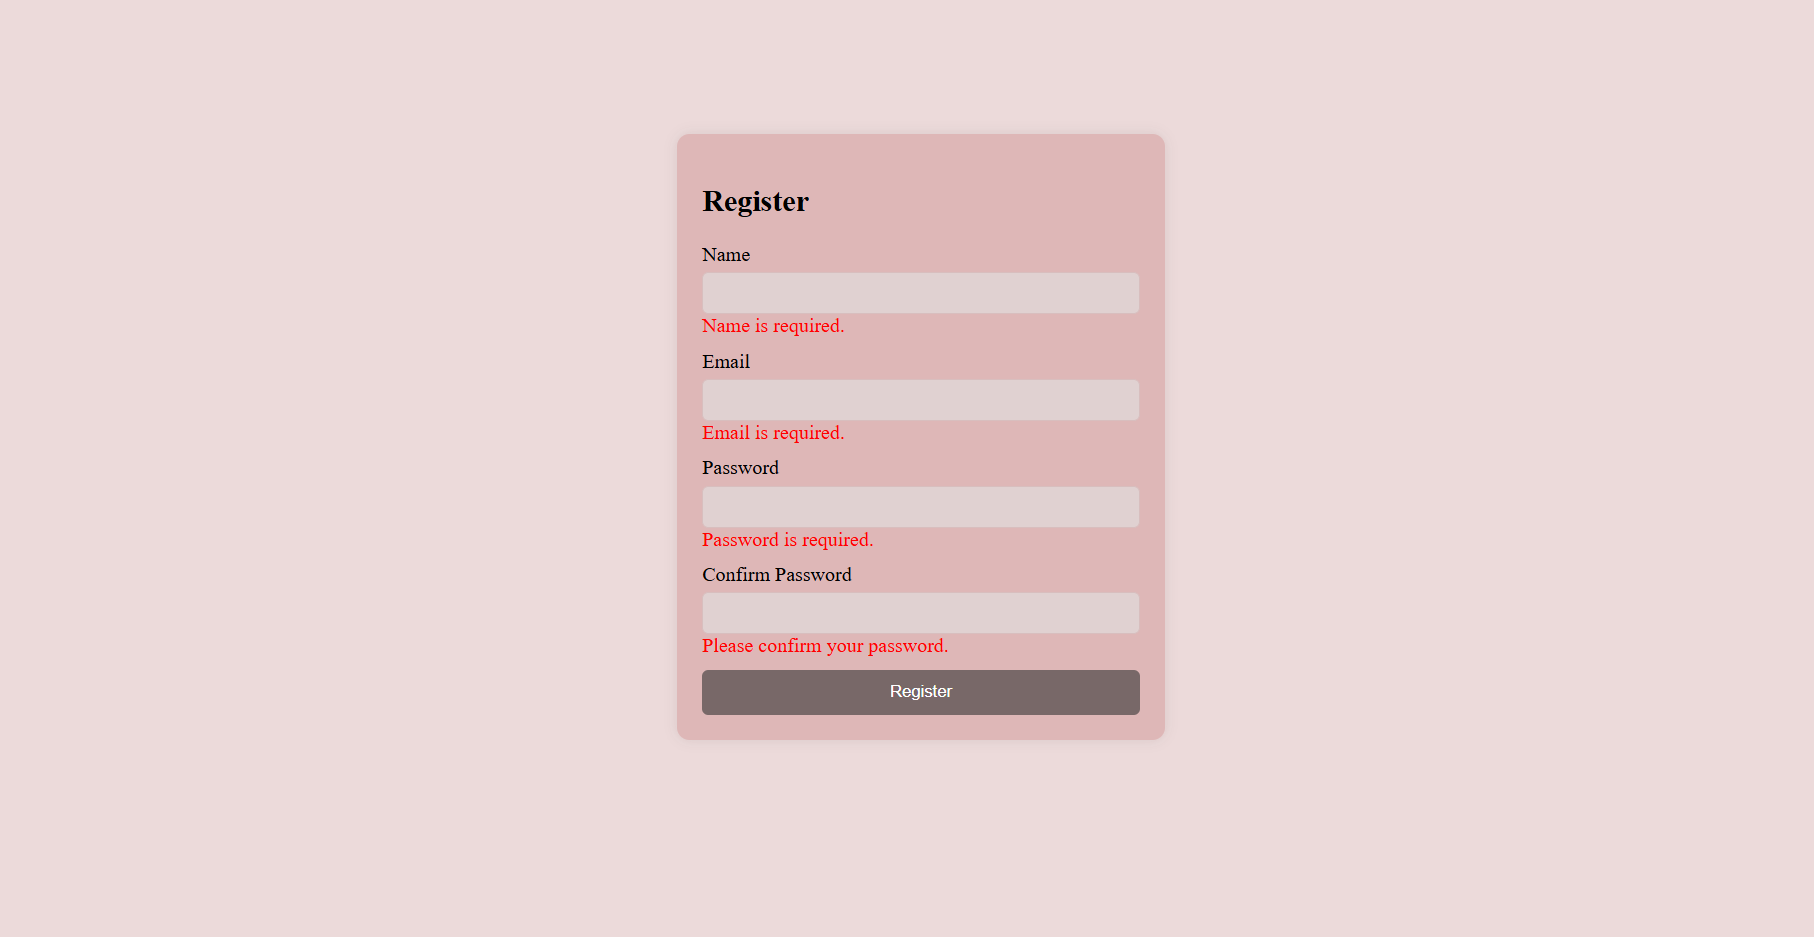 Register
Name
Name is required.
Email
Email is required.
Password
Password is required.
Confirm Password
Please confirm your password.
Register